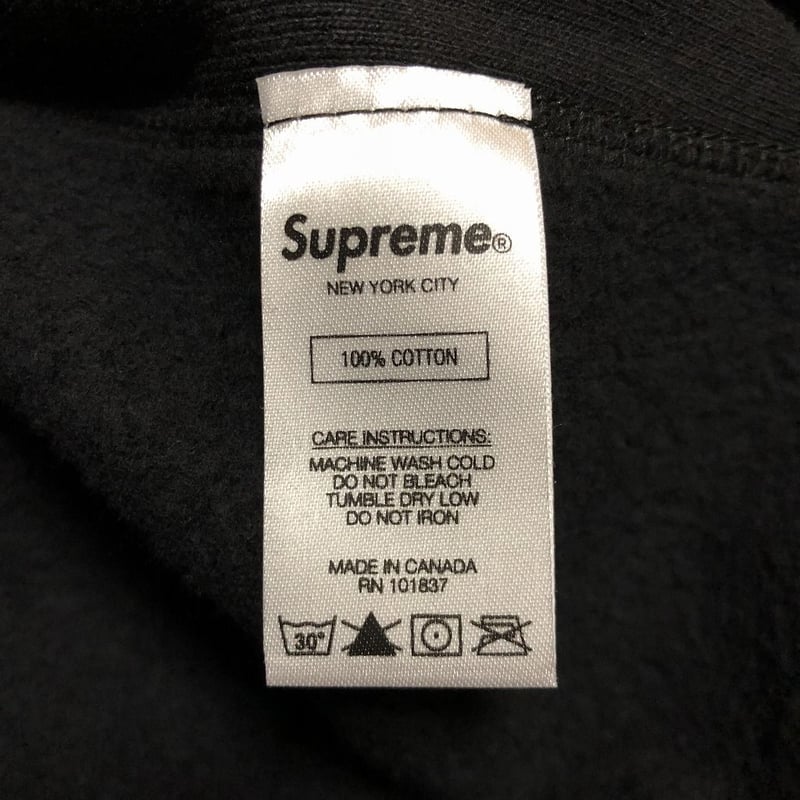 Supreme®
NEW YORK CITY
100% COTTON
CARE INSTRUCTIONS:
MACHINE WASH COLD
DO NOT BLEACH
TUMBLE DRY LOW
DO NOT IRON
MADE IN CANADA
RN 101837
30°